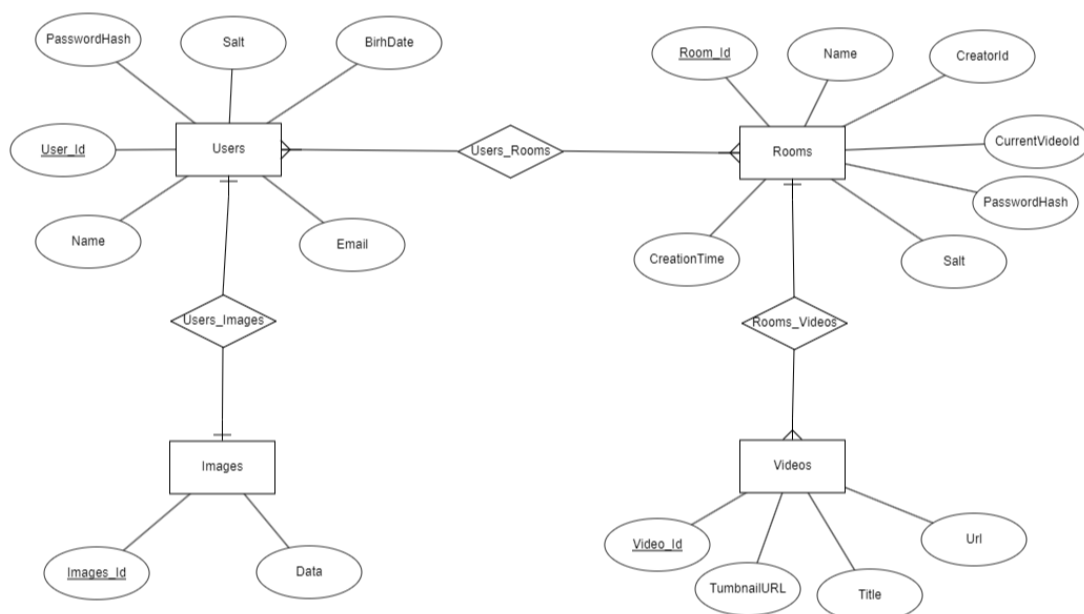 PasswordHash
Salt
BirhDate
User_Id
Users
Name
Email
Users_Rooms
Room_Id
Name
CreatorId
CurrentVideoId
Rooms
PasswordHash
CreationTime
Salt
Users_Images
Rooms_Videos
Images
Images_Id
Data
Videos
Video_Id
TumbnailURL
Title
Url